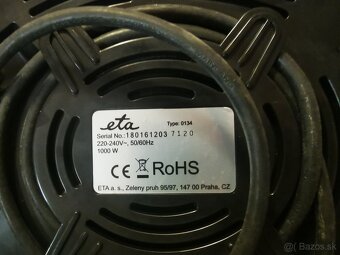 eta
Type: 0134
Serial No.: 180161203 7120
220-240V~, 50/60Hz
1000 W
CE RoHS
ETA a. s., Zeleny pruh 95/97, 147 00 Praha, CZ
Bazos.sk